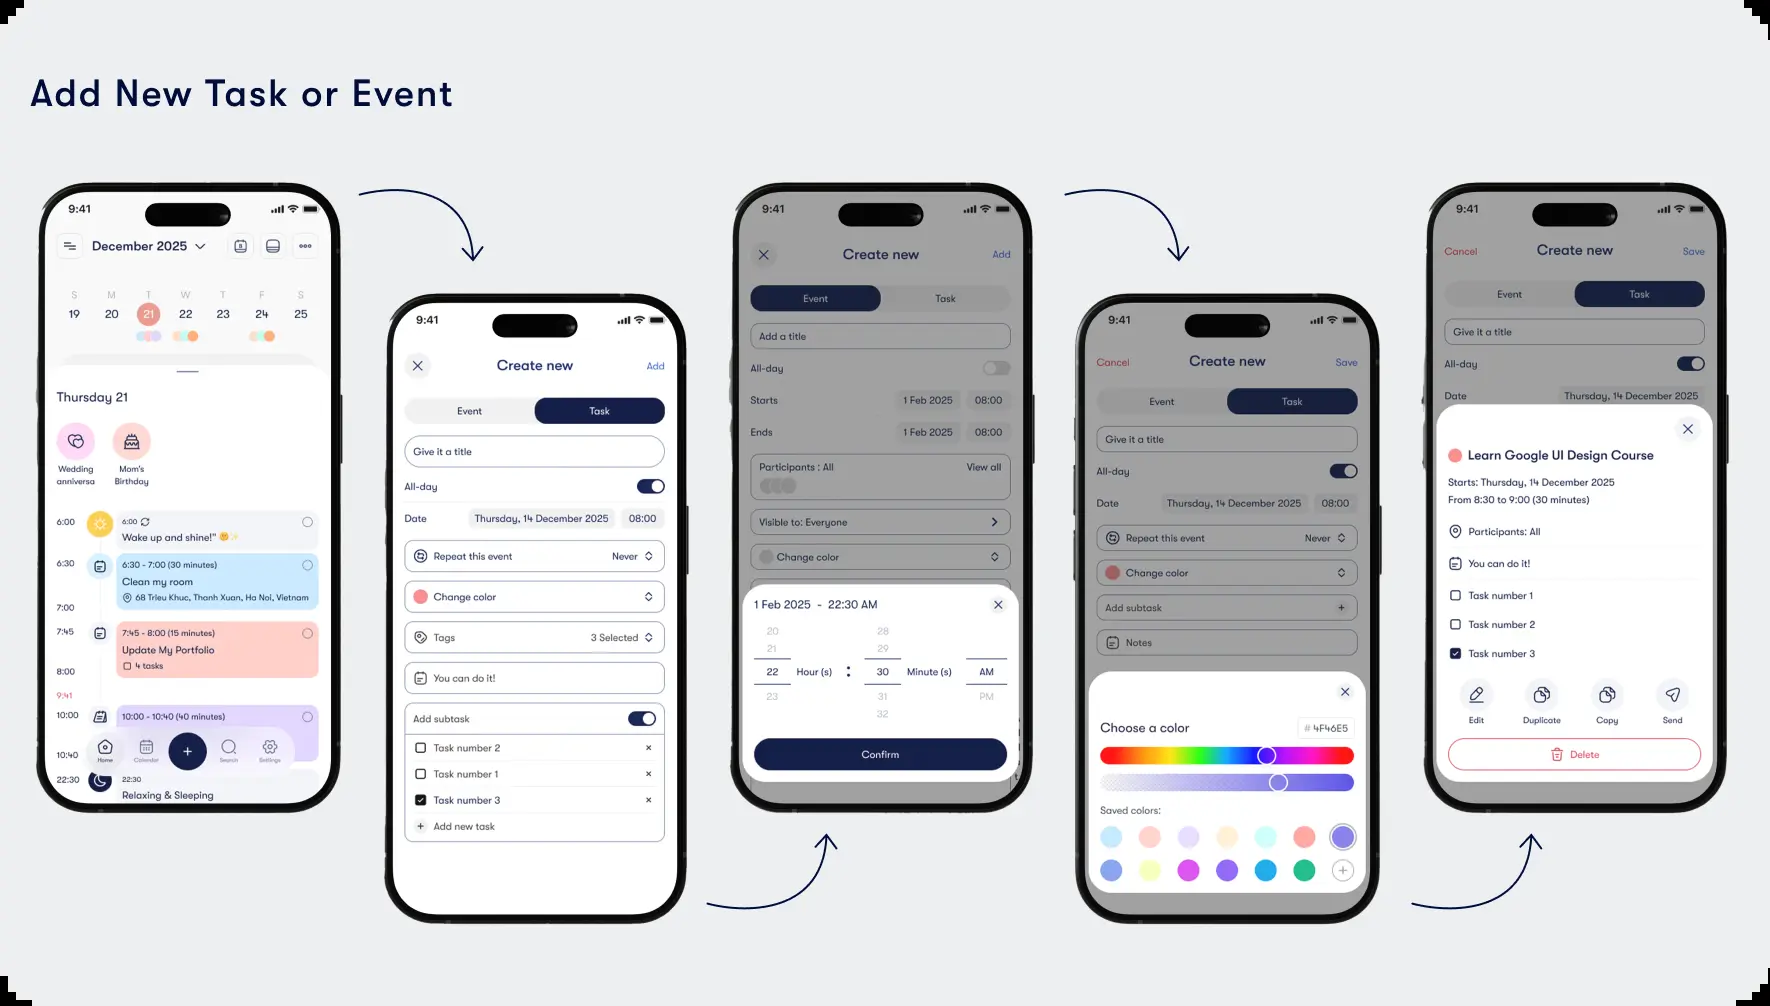 Add New Task or Event
9:41
December 2025
8
S M T W T F S
19 20 21 22 23 24 25
Thursday 21
Wedding
anniversa
Mom's
Birthday
6:00
6:00
Wake up and shine!"
6:30
6:30 - 7:00 (30 minutes)
Clean my room
68 Trieu Khuc, Thanh Xuan, Ha Noi, Vietnam
7:00
7:45
7:45 - 8:00 (15 minutes)
Update My Portfolio
4 tasks
8:00
9:41
10:00
10:00 - 10:40 (40 minutes)
10:40
Home
Calendar
+
Search
Settings
22:30
22:30
Relaxing & Sleeping
9:41
Create new
Add
Event
Task
Give it a title
All-day
Date
Thursday, 14 December 2025
08:00
Repeat this event
Never
Change color
Tags
3 Selected
You can do it!
Add subtask
Task number 2
Task number 1
Task number 3
+ Add new task
9:41
Create new
Add
Event
Task
Add a title
All-day
Starts
1 Feb 2025
08:00
Ends
1 Feb 2025
08:00
Participants : All
View all
Visible to: Everyone
Change color
1 Feb 2025 - 22:30 AM
20 28
21 29
22 Hour (s) : 30 Minute (s) AM
23 31 PM
32
Confirm
9:41
Cancel
Create new
Save
Event
Task
Give it a title
All-day
Date
Thursday, 14 December 2025
08:00
Repeat this event
Never
Change color
Add subtask
+
Notes
Choose a color
# 4F46E5
Saved colors:
+
9:41
Cancel
Create new
Save
Event
Task
Give it a title
All-day
Date
Thursday, 14 December 2025
Learn Google UI Design Course
Starts: Thursday, 14 December 2025
From 8:30 to 9:00 (30 minutes)
Participants: All
You can do it!
Task number 1
Task number 2
Task number 3
Edit
Duplicate
Copy
Send
Delete